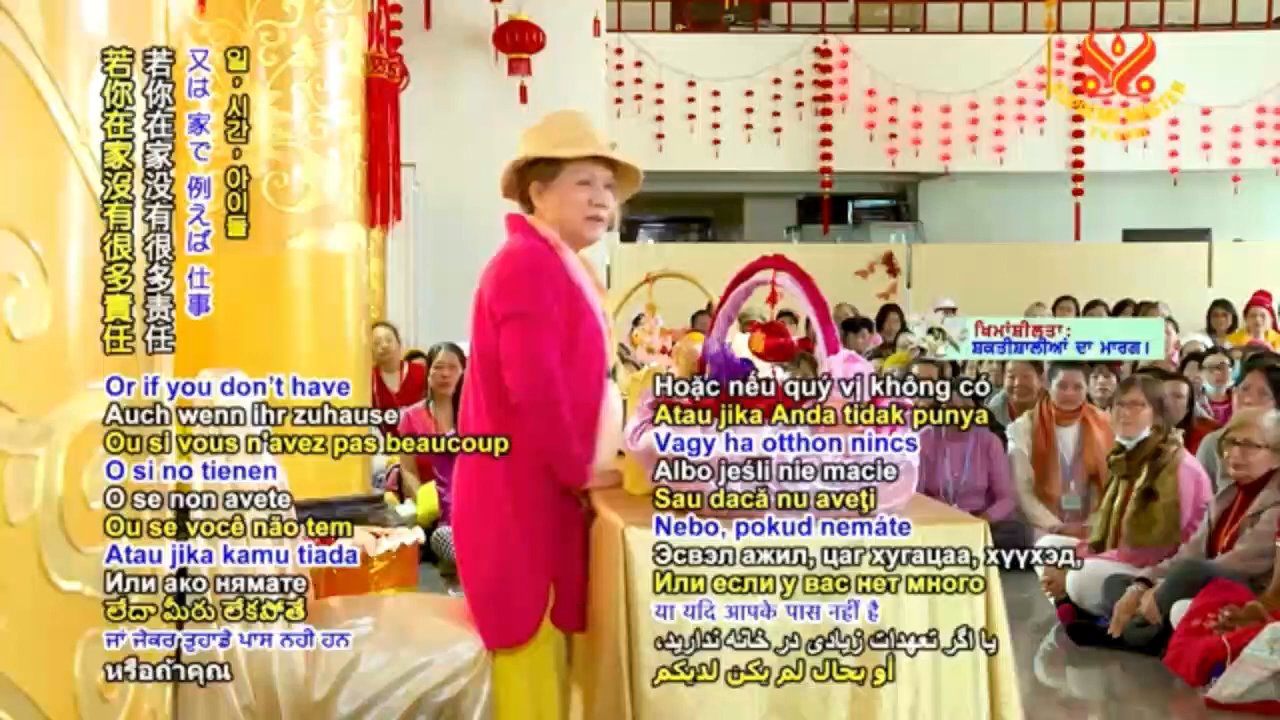 若你在家沒有很多責任
若你在家没有很多责任
又は 家で 例えば 仕事
일, 시간, 아이들
ਖਿਮਾਂਸ਼ੀਲਤਾ:
ਸ਼ਕਤੀਸ਼ਾਲੀਆਂ ਦਾ ਮਾਰਗ।
Or if you don't have
Auch wenn ihr zuhause
Ou si vous n'avez pas beaucoup
O si no tienen
O se non avete
Ou se você não tem
Atau jika kamu tiada
Или ако нямате
లేదా మీరు లేకపోతే
ਜਾਂ ਜੇਕਰ ਤੁਹਾਡੇ ਪਾਸ ਨਹੀ ਹਨ
หรือถ้าคุณ
Hoặc nếu quý vị không có
Atau jika Anda tidak punya
Vagy ha otthon nincs
Albo jeśli nie macie
Sau dacă nu aveţi
Nebo, pokud nemáte
Эсвэл ажил, цаг хугацаа, хүүхэд,
Или если у вас нет много
या यदि आपके पास नहीं है
یا اگر تعهدات زیادی در خانه ندارید،
أو بحال لم يكن لديكم